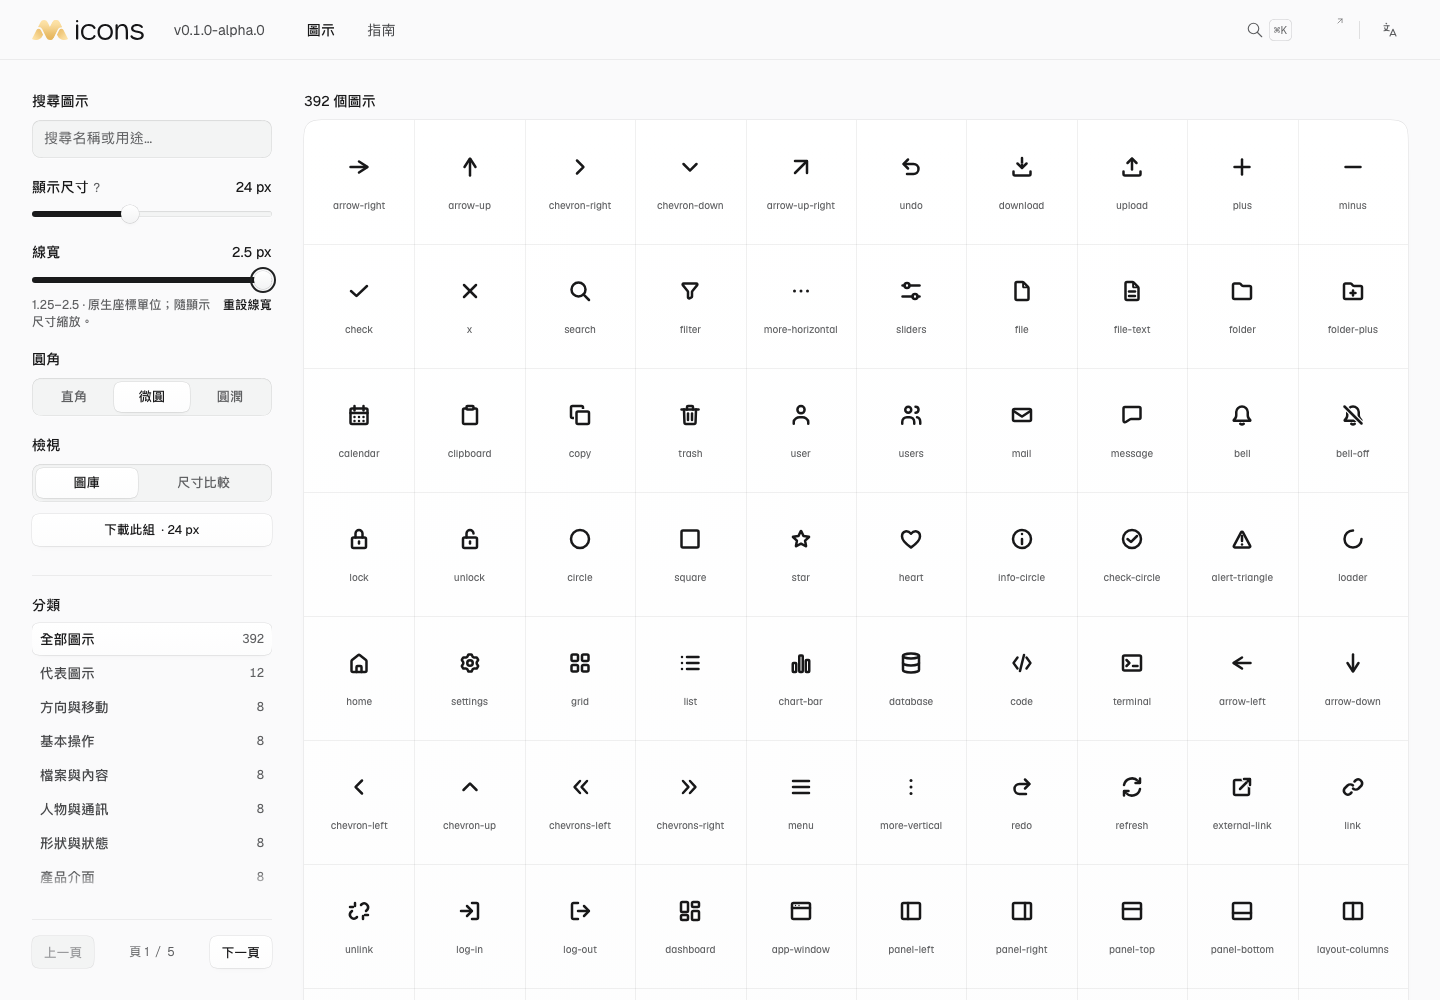 icons
v0.1.0-alpha.0
圖示
指南
⌘K
搜尋圖示
搜尋名稱或用途...
顯示尺寸 ?
24 px
線寬
2.5 px
1.25–2.5 · 原生座標單位；隨顯示
尺寸縮放。
重設線寬
圓角
直角
微圓
圓潤
檢視
圖庫
尺寸比較
下載此組 · 24 px
分類
全部圖示 392
代表圖示 12
方向與移動 8
基本操作 8
檔案與內容 8
人物與通訊 8
形狀與狀態 8
產品介面 8
上一頁
頁 1 / 5
下一頁
392 個圖示
arrow-right
arrow-up
chevron-right
chevron-down
arrow-up-right
undo
download
upload
plus
minus
check
x
search
filter
more-horizontal
sliders
file
file-text
folder
folder-plus
calendar
clipboard
copy
trash
user
users
mail
message
bell
bell-off
lock
unlock
circle
square
star
heart
info-circle
check-circle
alert-triangle
loader
home
settings
grid
list
chart-bar
database
code
terminal
arrow-left
arrow-down
chevron-left
chevron-up
chevrons-left
chevrons-right
menu
more-vertical
redo
refresh
external-link
link
unlink
log-in
log-out
dashboard
app-window
panel-left
panel-right
panel-top
panel-bottom
layout-columns